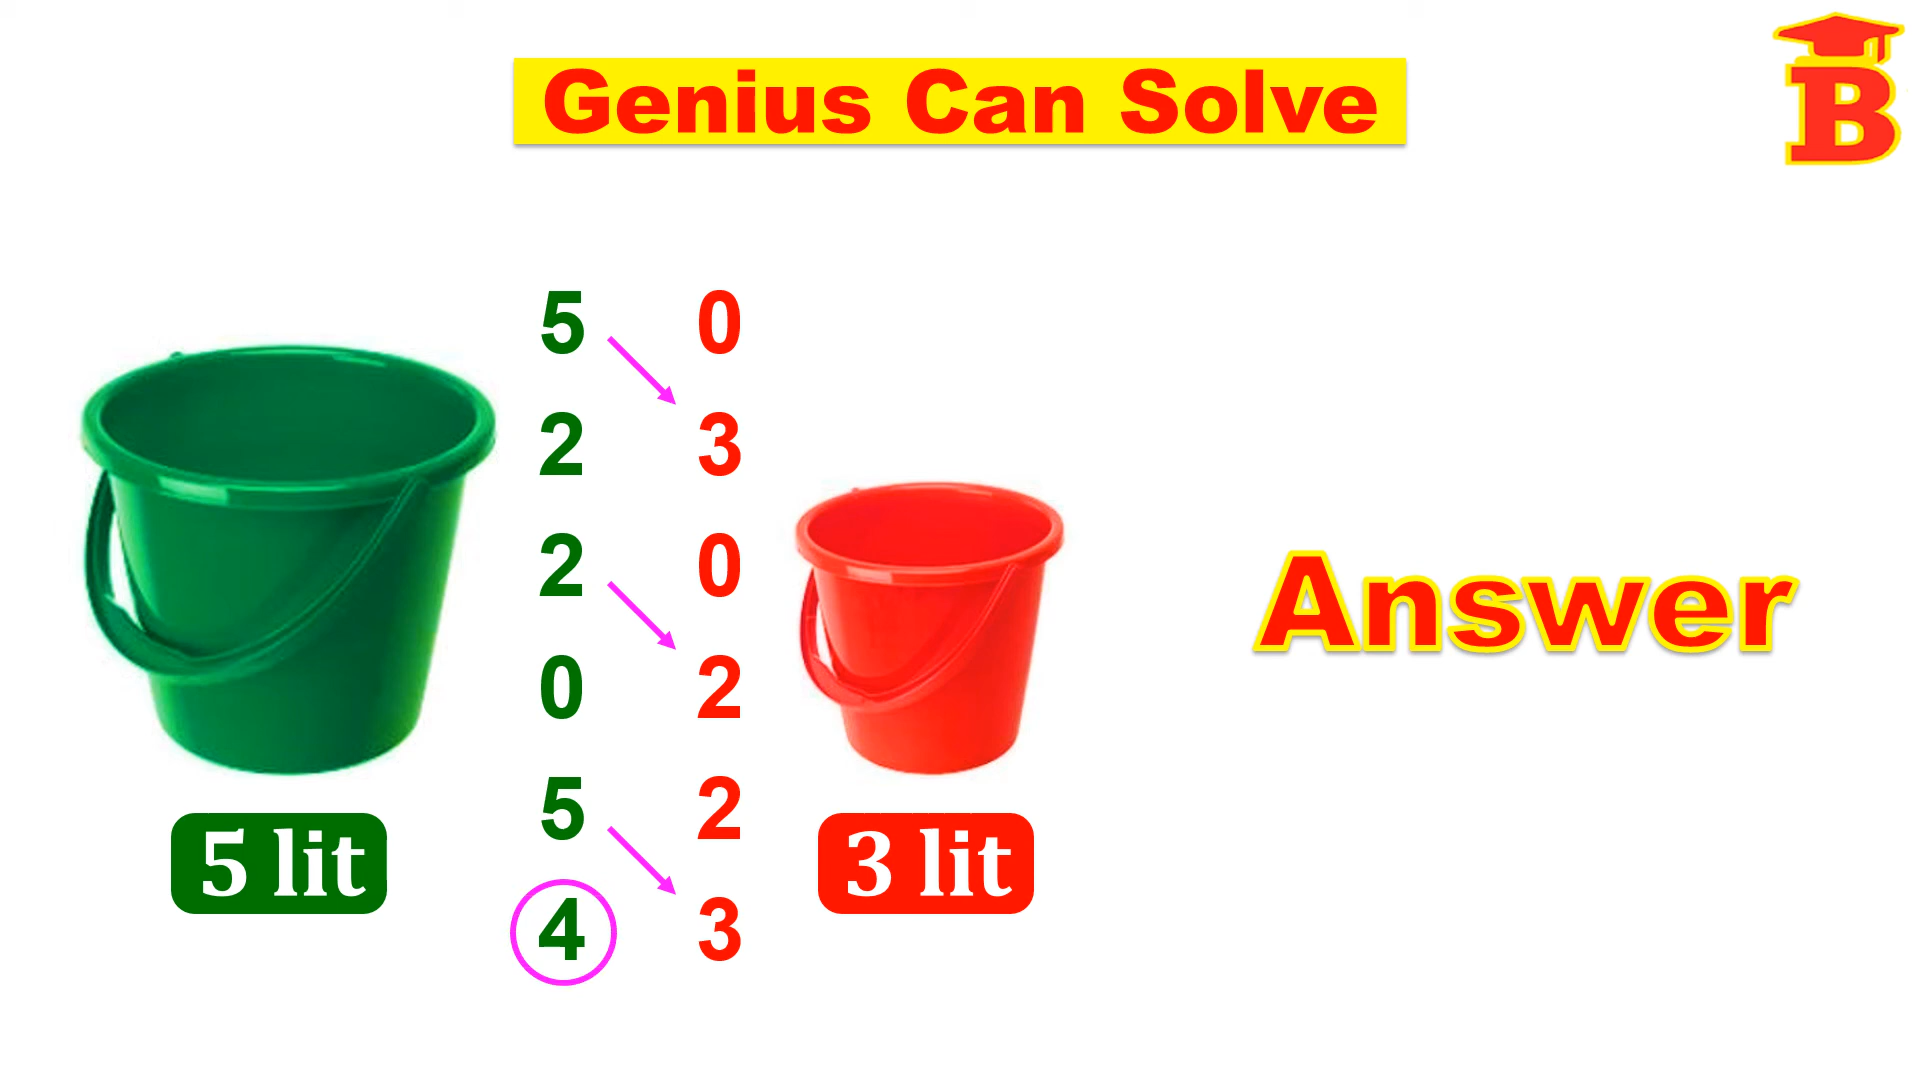 Genius Can Solve
B
5 0
2 3
2 0
0 2
5 2
4 3
5 lit
3 lit
Answer